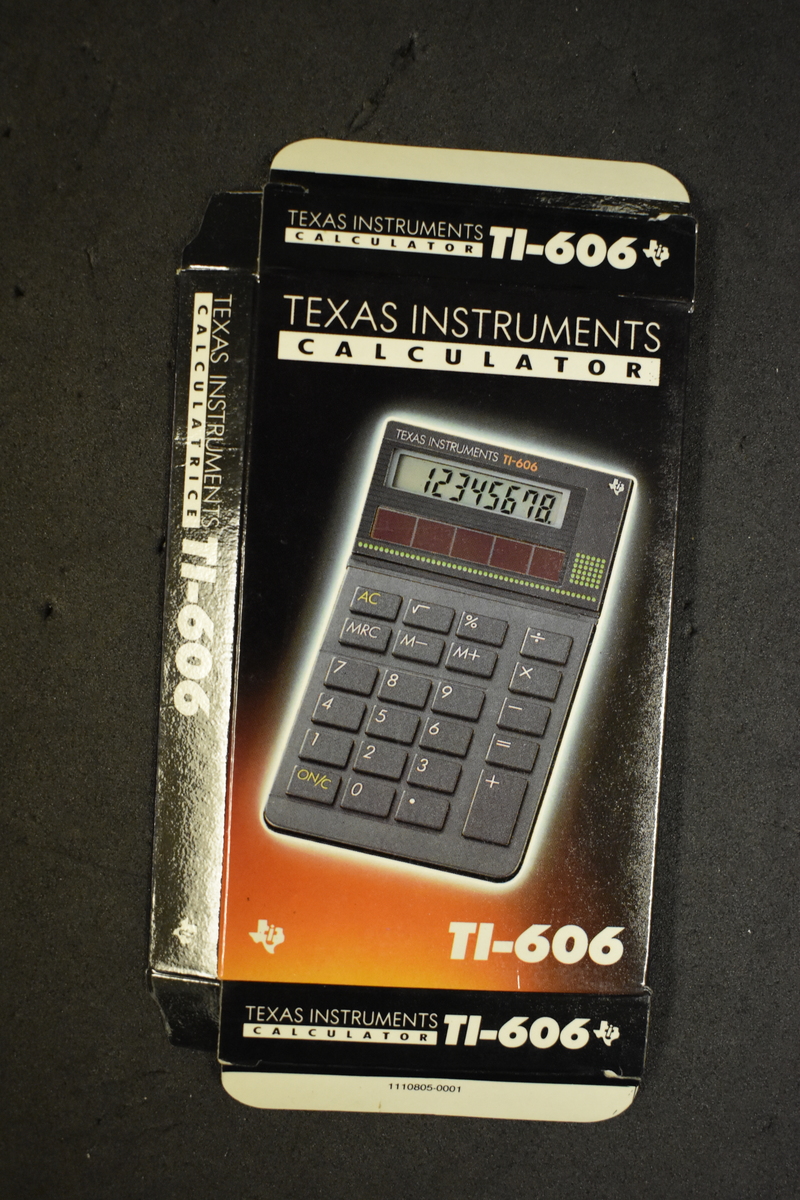 TEXAS INSTRUMENTS
CALCULATOR TI-606
TEXAS INSTRUMENTS
CALCULATOR
TEXAS INSTRUMENTS
CALCULATRICE TI-606
TEXAS INSTRUMENTS TI-606
12345678.
AC √ % ÷
MRC M− M+ ×
7 8 9 −
4 5 6 =
1 2 3 +
ON/C 0 •
TI-606
TEXAS INSTRUMENTS
CALCULATOR TI-606
1110805-0001